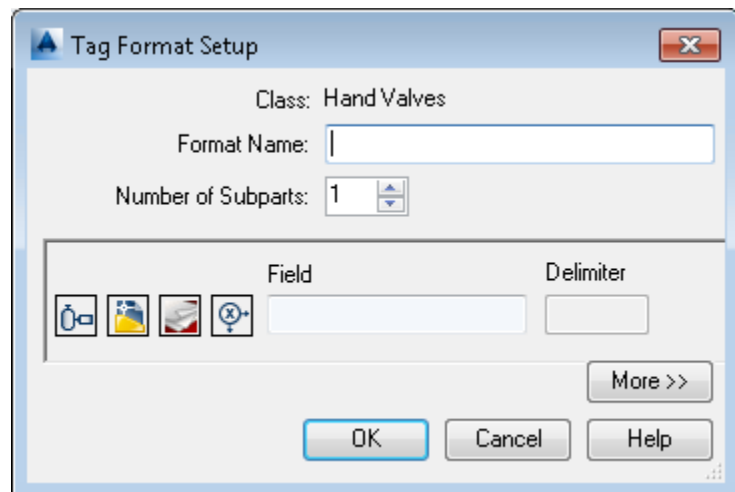 Tag Format Setup
Class: Hand Valves
Format Name:
Number of Subparts: 1
Field Delimiter
More >>
OK Cancel Help